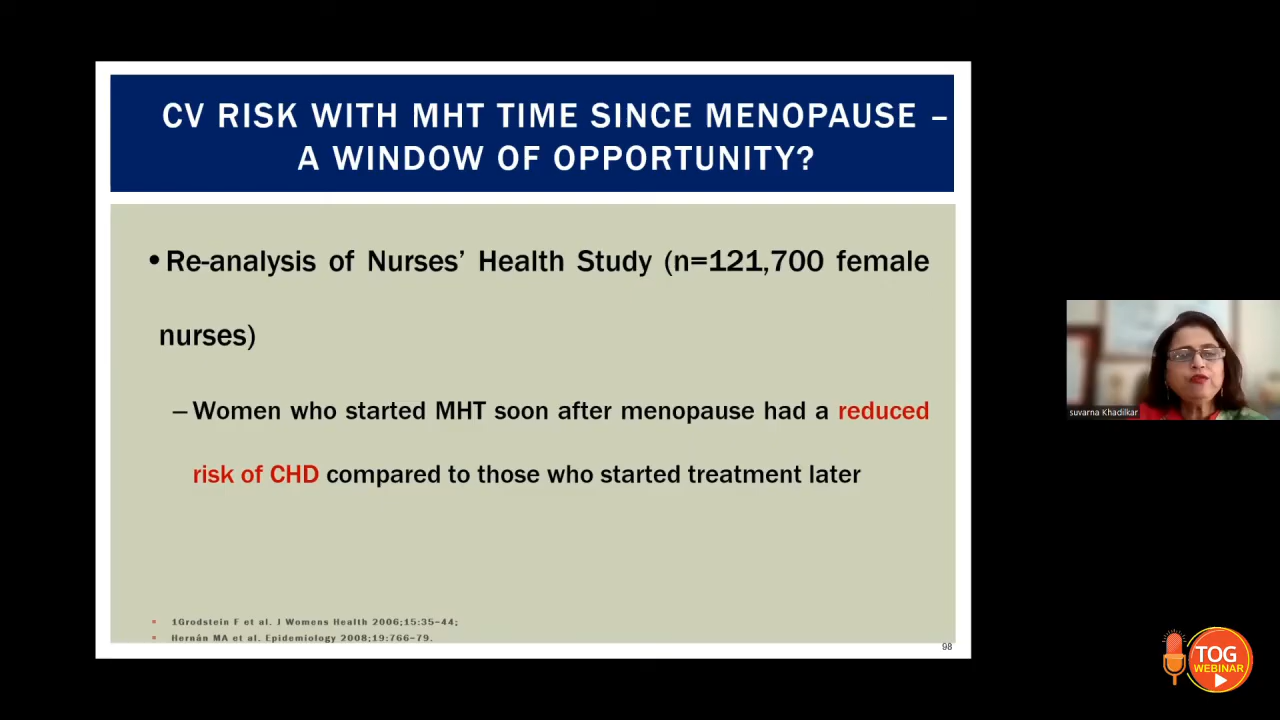 CV RISK WITH MHT TIME SINCE MENOPAUSE –
A WINDOW OF OPPORTUNITY?
•Re-analysis of Nurses’ Health Study (n=121,700 female
nurses)
– Women who started MHT soon after menopause had a reduced
risk of CHD compared to those who started treatment later
1Grodstein F et al. J Womens Health 2006;15:35–44;
Hernán MA et al. Epidemiology 2008;19:766–79.
98
suvarna Khadilkar
TOG
WEBINAR